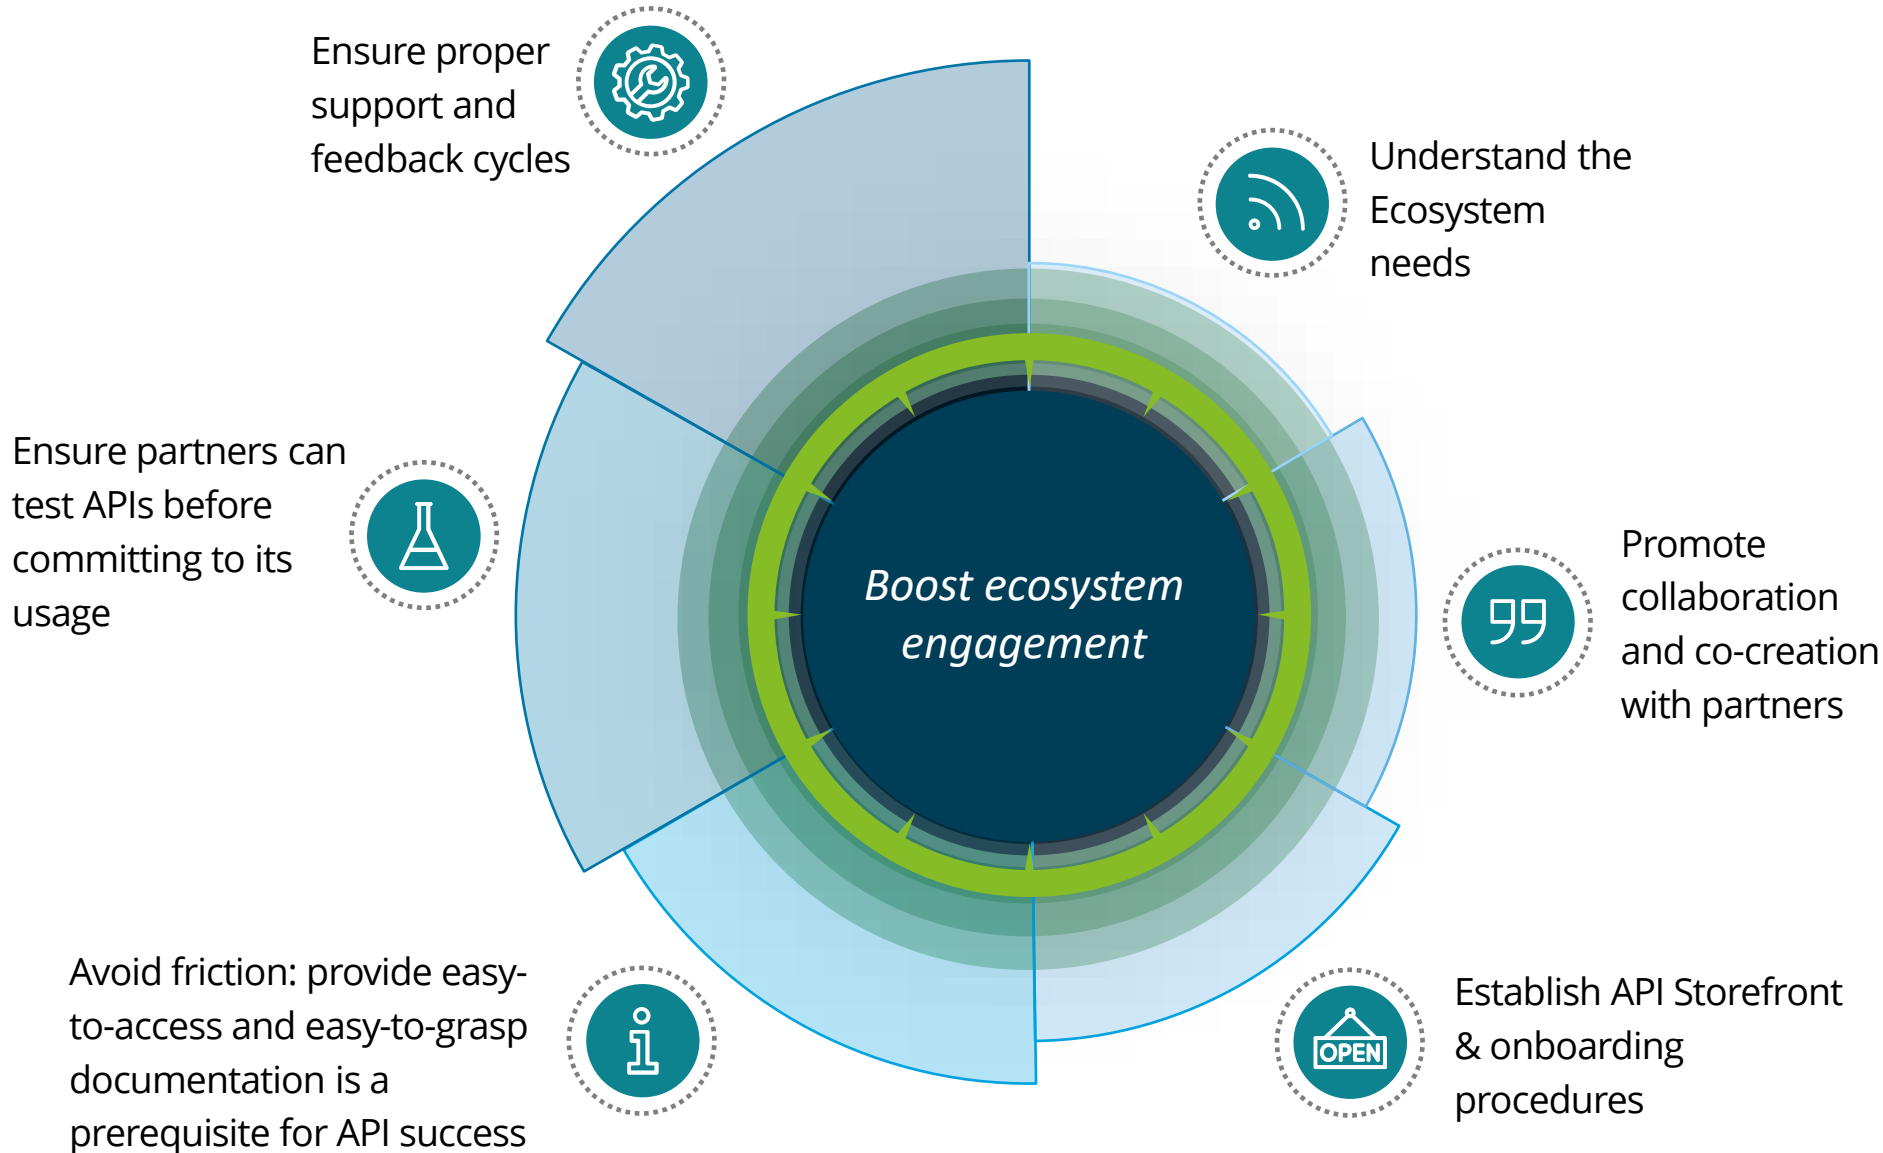 Ensure proper
support and
feedback cycles
Understand the
Ecosystem
needs
Ensure partners can
test APIs before
committing to its
usage
Boost ecosystem
engagement
Promote
collaboration
and co-creation
with partners
Avoid friction: provide easy-
to-access and easy-to-grasp
documentation is a
prerequisite for API success
OPEN
Establish API Storefront
& onboarding
procedures